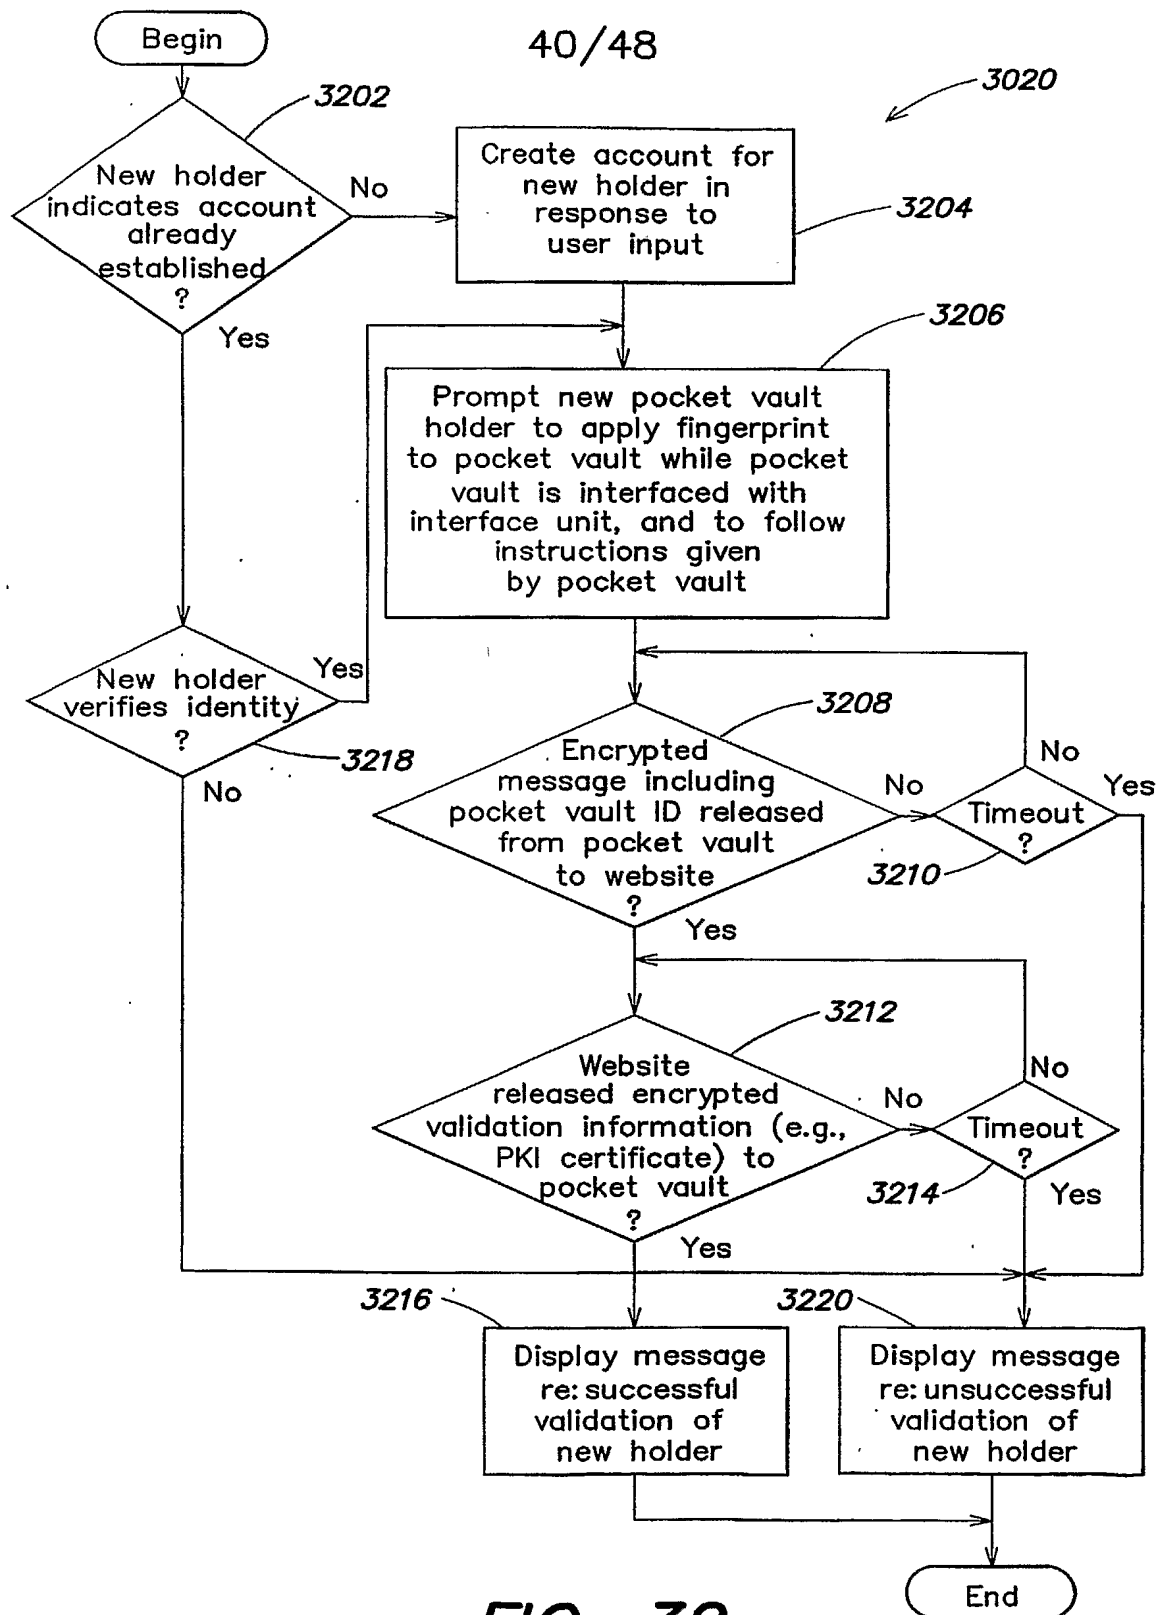 Begin
40/48
3020
3202
New holder
indicates account
already
established
?
No
Yes
Create account for
new holder in
response to
user input
3204
3206
Prompt new pocket vault
holder to apply fingerprint
to pocket vault while pocket
vault is interfaced with
interface unit, and to follow
instructions given
by pocket vault
New holder
verifies identity
?
Yes
No
3218
3208
Encrypted
message including
pocket vault ID released
from pocket vault
to website
?
No
Yes
Timeout
?
No
Yes
3210
3212
Website
released encrypted
validation information (e.g.,
PKI certificate) to
pocket vault
?
No
Yes
Timeout
?
No
Yes
3214
3216
Display message
re: successful
validation of
new holder
3220
Display message
re: unsuccessful
validation of
new holder
End